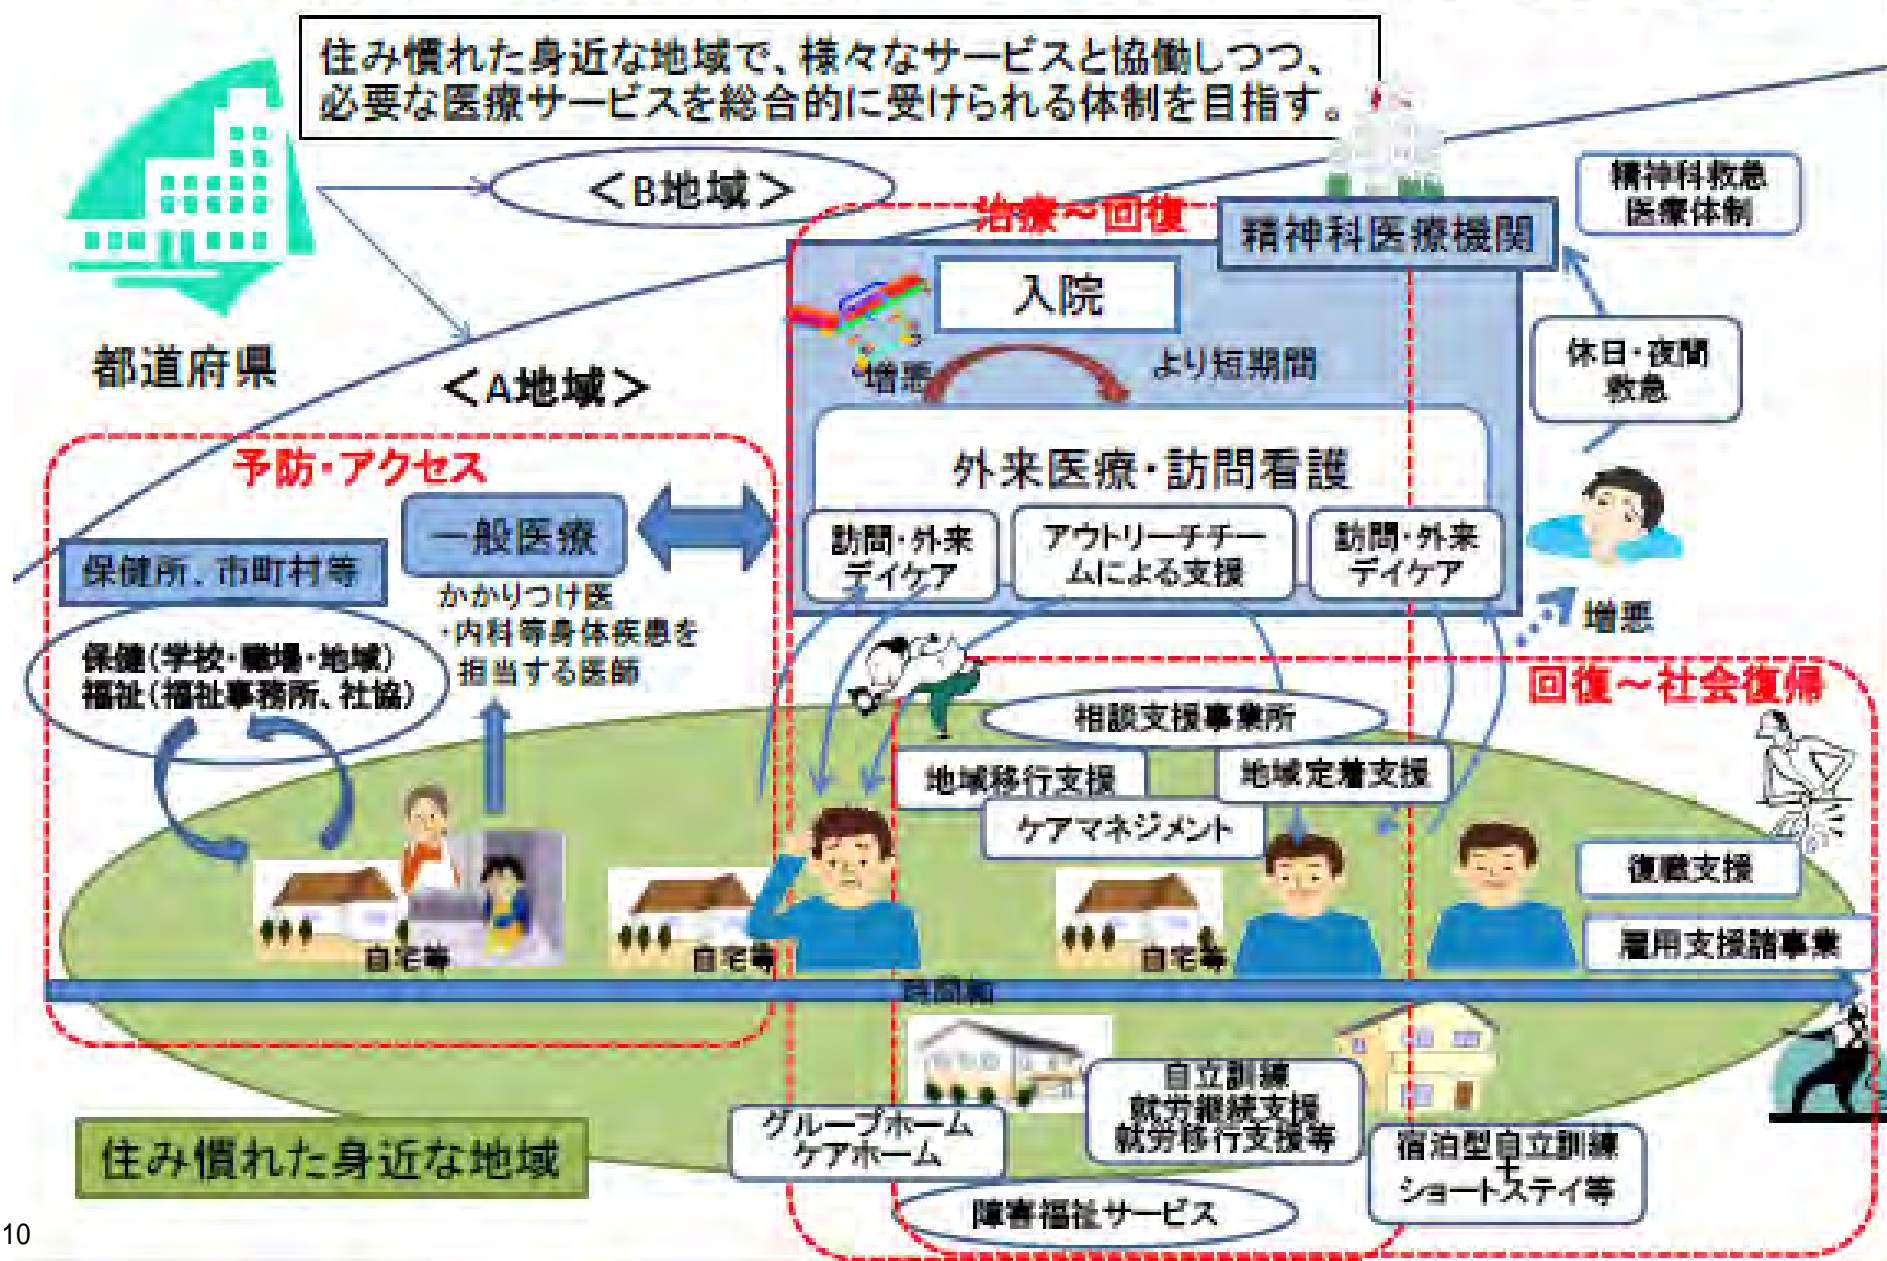 住み慣れた身近な地域で、様々なサービスと協働しつつ、
必要な医療サービスを総合的に受けられる体制を目指す。
＜B地域＞
都道府県
＜A地域＞
治療～回復
精神科医療機関
精神科救急
医療体制
入院
増悪
より短期間
休日・夜間
救急
外来医療・訪問看護
訪問・外来
デイケア
アウトリーチチー
ムによる支援
訪問・外来
デイケア
増悪
予防・アクセス
一般医療
かかりつけ医
・内科等身体疾患を
担当する医師
保健所、市町村等
保健（学校・職場・地域）
福祉（福祉事務所、社協）
回復～社会復帰
相談支援事業所
地域移行支援
地域定着支援
ケアマネジメント
復職支援
雇用支援諸事業
自宅等
自宅等
自宅等
時間軸
自立訓練
就労継続支援
就労移行支援等
グループホーム
ケアホーム
宿泊型自立訓練
＋
ショートステイ等
障害福祉サービス
住み慣れた身近な地域
10